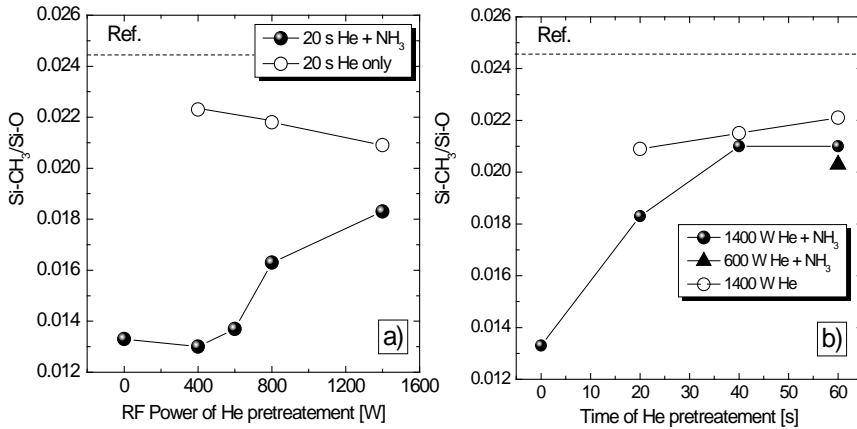 Ref.
20 s He + NH₃
20 s He only
0.026
0.024
0.022
0.020
0.018
0.016
0.014
0.012
Si-CH₃/Si-O
a)
0
400
800
1200
1600
RF Power of He pretreatement [W]
Ref.
0.026
0.024
0.022
0.020
0.018
0.016
0.014
0.012
Si-CH₃/Si-O
1400 W He + NH₃
600 W He + NH₃
1400 W He
b)
0
10
20
30
40
50
60
Time of He pretreatement [s]